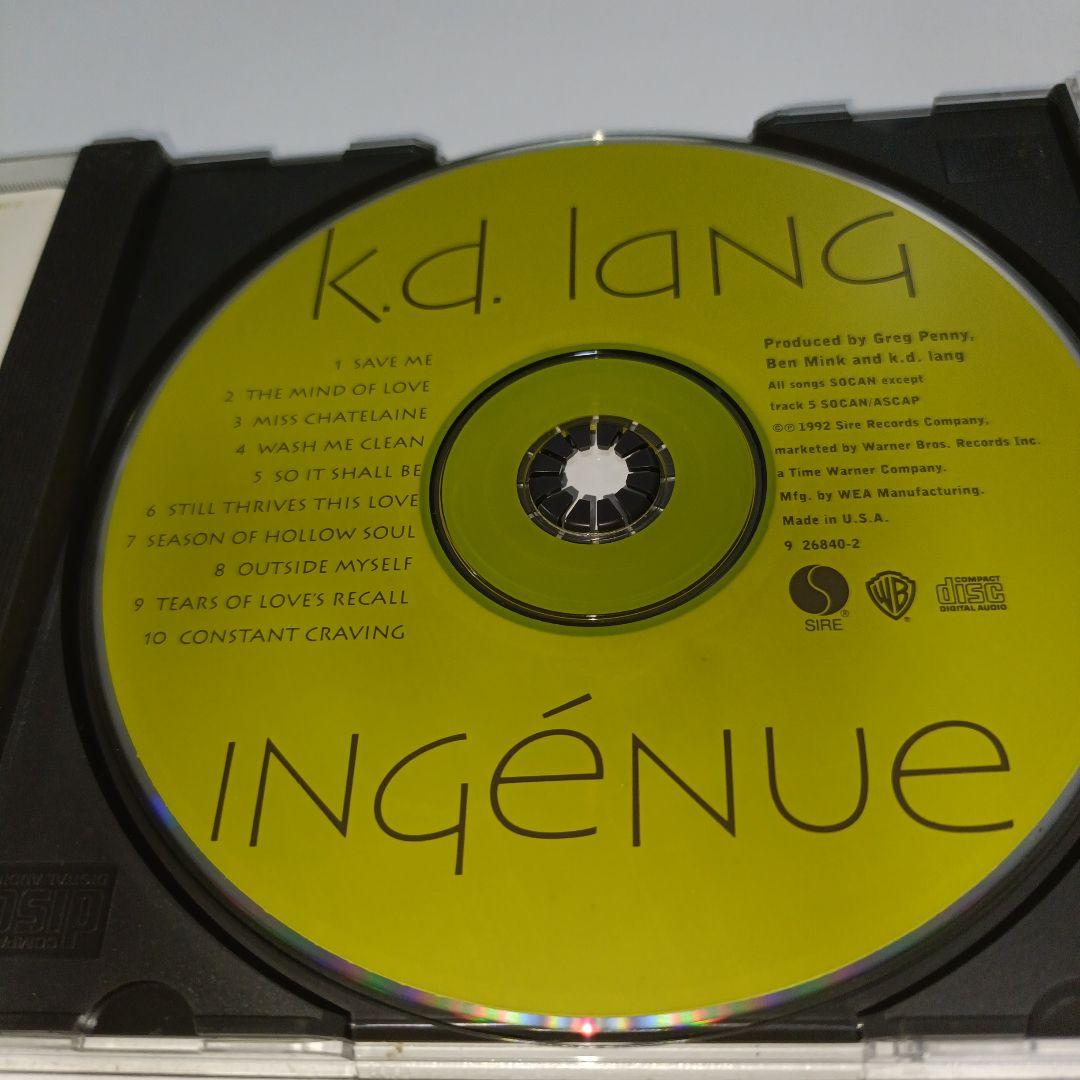 k.d. lang
1 SAVE ME
2 THE MIND OF LOVE
3 MISS CHATELAINE
4 WASH ME CLEAN
5 SO IT SHALL BE
6 STILL THRIVES THIS LOVE
7 SEASON OF HOLLOW SOUL
8 OUTSIDE MYSELF
9 TEARS OF LOVE'S RECALL
10 CONSTANT CRAVING
Produced by Greg Penny,
Ben Mink and k.d. lang
All songs SOCAN except
track 5 SOCAN/ASCAP
©℗ 1992 Sire Records Company,
marketed by Warner Bros. Records Inc.
a Time Warner Company.
Mfg. by WEA Manufacturing.
Made in U.S.A.
9 26840-2
SIRE®
WB®
COMPACT
disc
DIGITAL AUDIO
INGÉNUE